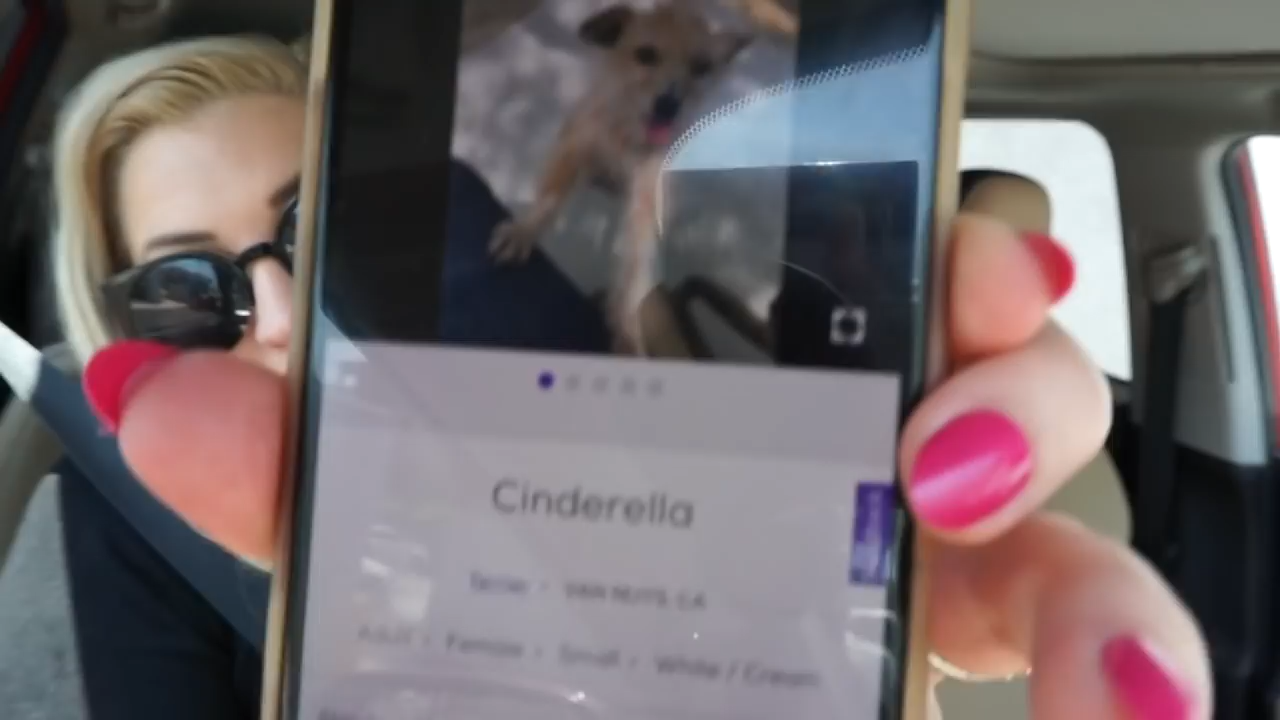 Cinderella
Terrier • VAN NUYS, CA
Adult • Female • Small • White / Cream